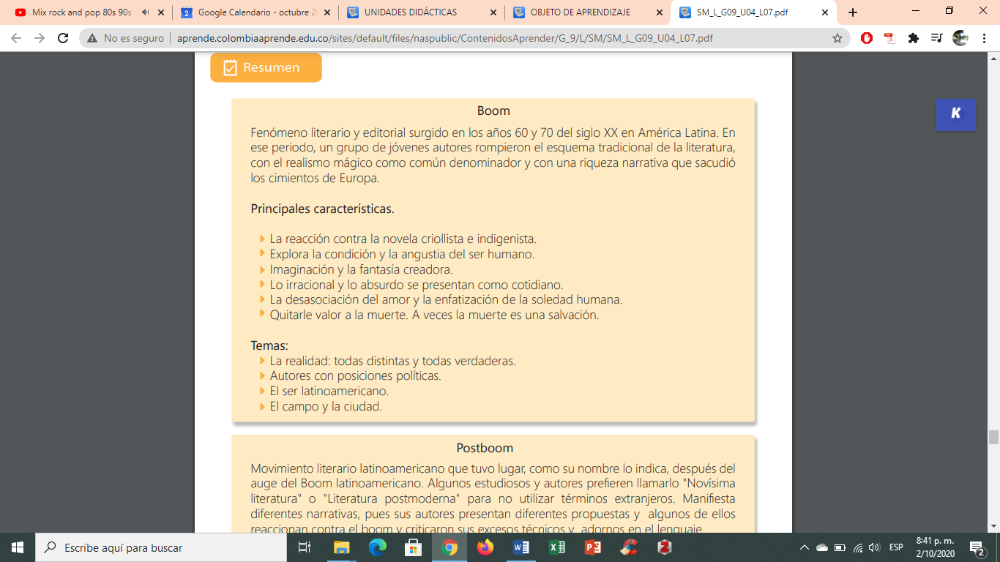 Mix rock and pop 80s 90s
Google Calendario - octubre 2
UNIDADES DIDÁCTICAS
OBJETO DE APRENDIZAJE
SM_L_G09_U04_L07.pdf
No es seguro
aprende.colombiaaprende.edu.co/sites/default/files/naspublic/ContenidosAprender/G_9/L/SM/SM_L_G09_U04_L07.pdf
Resumen
K
Boom
Fenómeno literario y editorial surgido en los años 60 y 70 del siglo XX en América Latina. En
ese periodo, un grupo de jóvenes autores rompieron el esquema tradicional de la literatura,
con el realismo mágico como común denominador y con una riqueza narrativa que sacudió
los cimientos de Europa.
Principales características.
La reacción contra la novela criollista e indigenista.
Explora la condición y la angustia del ser humano.
Imaginación y la fantasía creadora.
Lo irracional y lo absurdo se presentan como cotidiano.
La desasociación del amor y la enfatización de la soledad humana.
Quitarle valor a la muerte. A veces la muerte es una salvación.
Temas:
La realidad: todas distintas y todas verdaderas.
Autores con posiciones políticas.
El ser latinoamericano.
El campo y la ciudad.
Postboom
Movimiento literario latinoamericano que tuvo lugar, como su nombre lo indica, después del
auge del Boom latinoamericano. Algunos estudiosos y autores prefieren llamarlo "Novísima
literatura" o "Literatura postmoderna" para no utilizar términos extranjeros. Manifiesta
diferentes narrativas, pues sus autores presentan diferentes propuestas y algunos de ellos
reaccionan contra el boom y criticaron sus excesos técnicos y adornos en el lenguaje
Escribe aquí para buscar
ESP
8:41 p. m.
2/10/2020
2